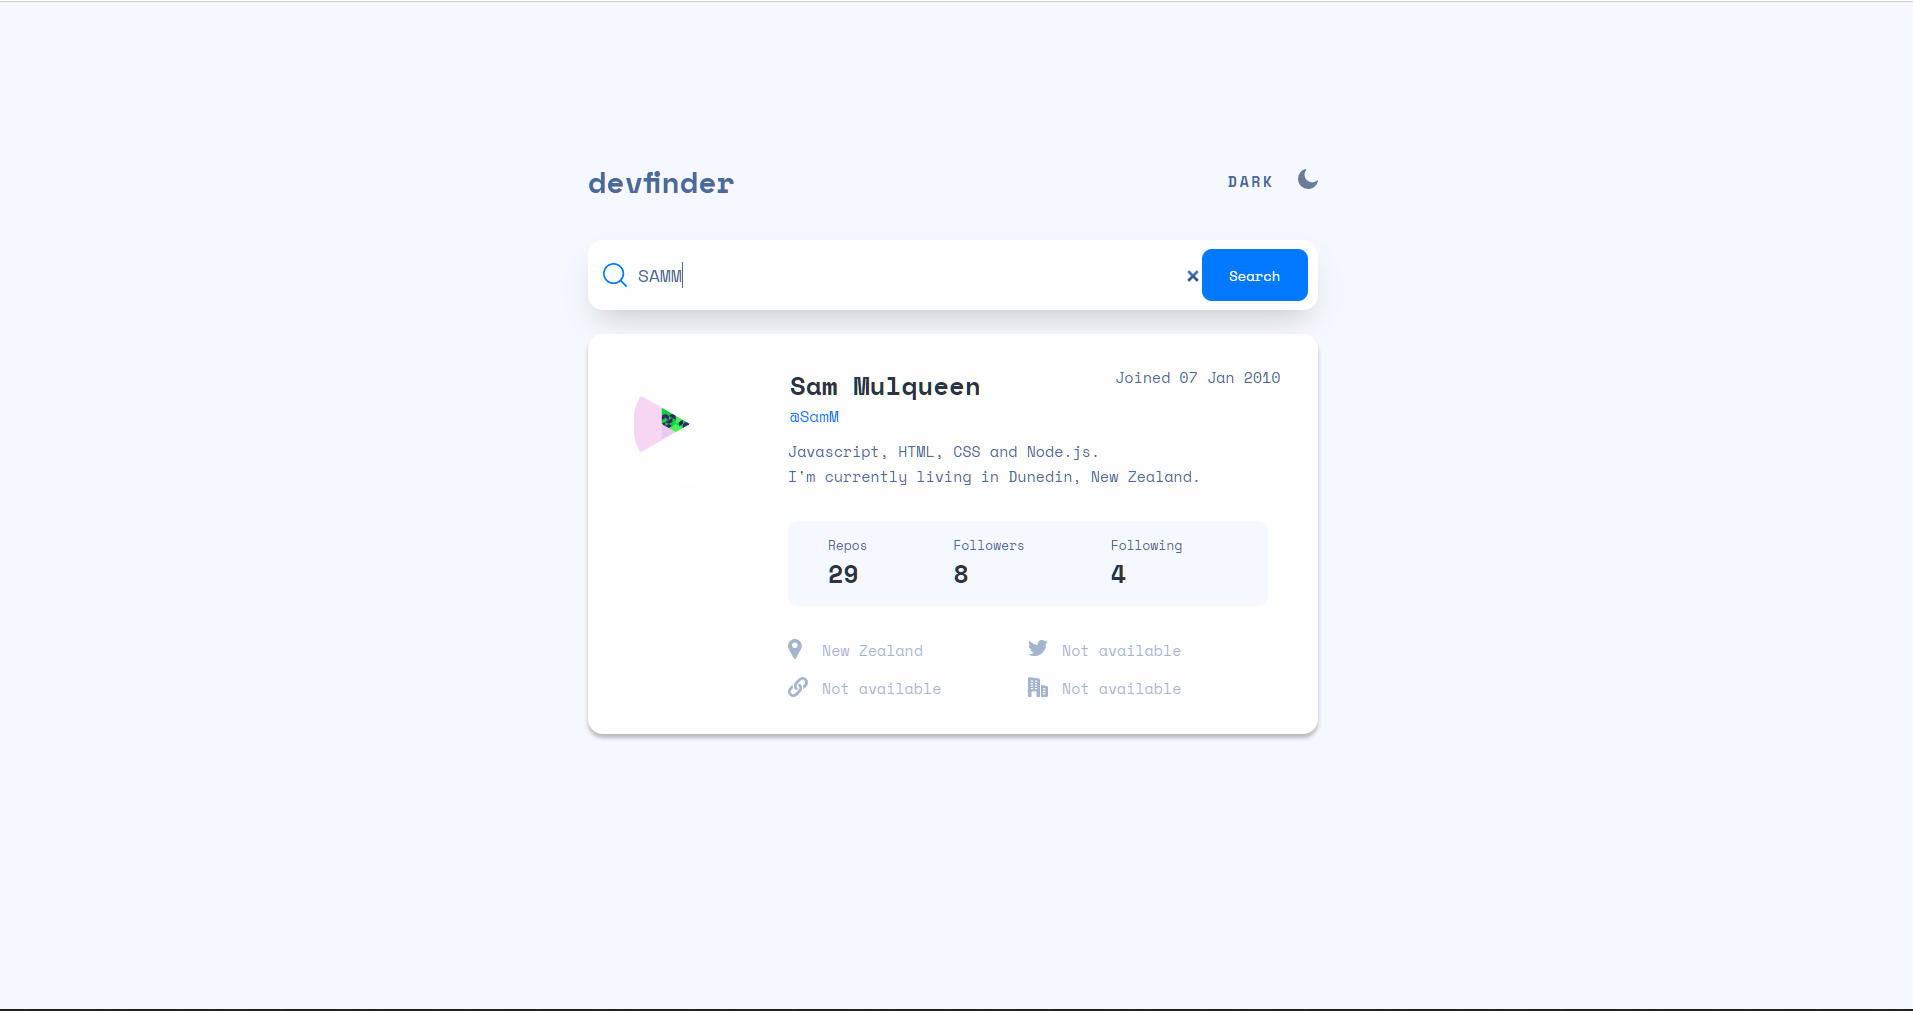 devfinder
DARK
SAMM
Search
Sam Mulqueen
Joined 07 Jan 2010
@SamM
Javascript, HTML, CSS and Node.js.
I'm currently living in Dunedin, New Zealand.
Repos Followers Following
29 8 4
New Zealand
Not available
Not available
Not available